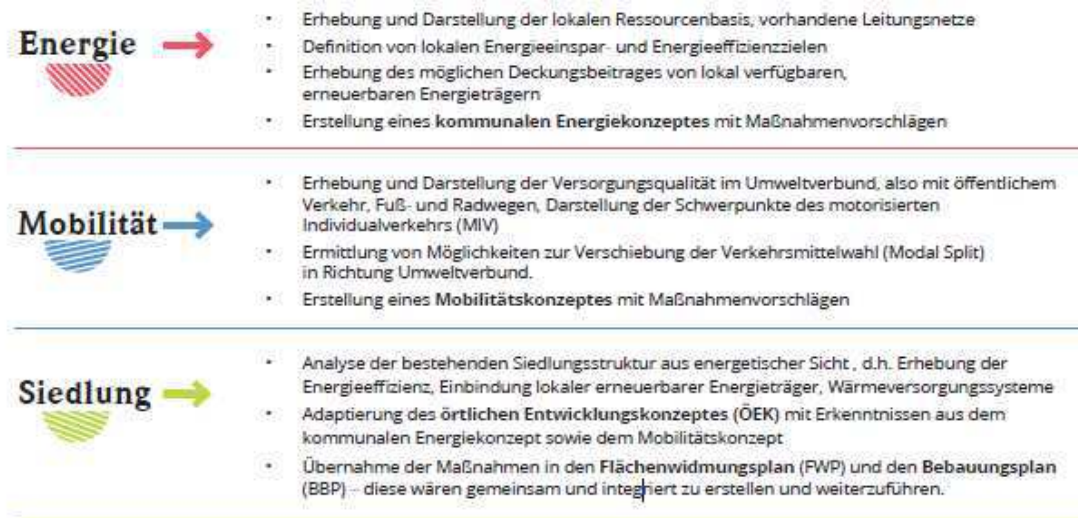 Energie
• Erhebung und Darstellung der lokalen Ressourcenbasis, vorhandene Leitungsnetze
• Definition von lokalen Energieeinspar- und Energieeffizienzzielen
• Erhebung des möglichen Deckungsbeitrages von lokal verfügbaren,
erneuerbaren Energieträgern
• Erstellung eines kommunalen Energiekonzeptes mit Maßnahmenvorschlägen
Mobilität
• Erhebung und Darstellung der Versorgungsqualität im Umweltverbund, also mit öffentlichem
Verkehr, Fuß- und Radwegen, Darstellung der Schwerpunkte des motorisierten
Individualverkehrs (MIV)
• Ermittlung von Möglichkeiten zur Verschiebung der Verkehrsmittelwahl (Modal Split)
in Richtung Umweltverbund.
• Erstellung eines Mobilitätskonzeptes mit Maßnahmenvorschlägen
Siedlung
• Analyse der bestehenden Siedlungsstruktur aus energetischer Sicht , d.h. Erhebung der
Energieeffizienz, Einbindung lokaler erneuerbarer Energieträger, Wärmeversorgungssysteme
• Adaptierung des örtlichen Entwicklungskonzeptes (ÖEK) mit Erkenntnissen aus dem
kommunalen Energiekonzept sowie dem Mobilitätskonzept
• Übernahme der Maßnahmen in den Flächenwidmungsplan (FWP) und den Bebauungsplan
(BBP) – diese wären gemeinsam und integriert zu erstellen und weiterzuführen.